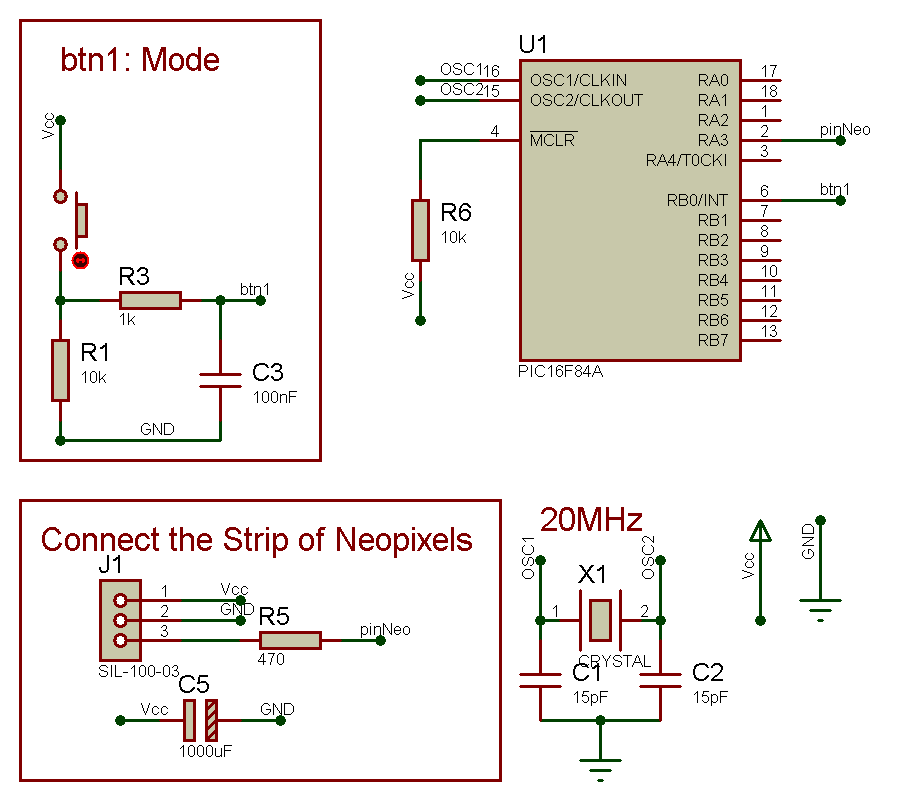 btn1: Mode
Vcc
R3
1k
btn1
R1
10k
C3
100nF
GND
U1
OSC1
16
OSC1/CLKIN
OSC2
15
OSC2/CLKOUT
4
MCLR
R6
10k
Vcc
RA0
17
RA1
18
RA2
1
RA3
2
pinNeo
RA4/T0CKI
3
RB0/INT
6
btn1
RB1
7
RB2
8
RB3
9
RB4
10
RB5
11
RB6
12
RB7
13
PIC16F84A
Connect the Strip of Neopixels
J1
1
Vcc
2
GND
3
R5
470
pinNeo
SIL-100-03
C5
Vcc
GND
1000uF
20MHz
OSC1
OSC2
X1
1
2
CRYSTAL
C1
15pF
C2
15pF
Vcc
GND